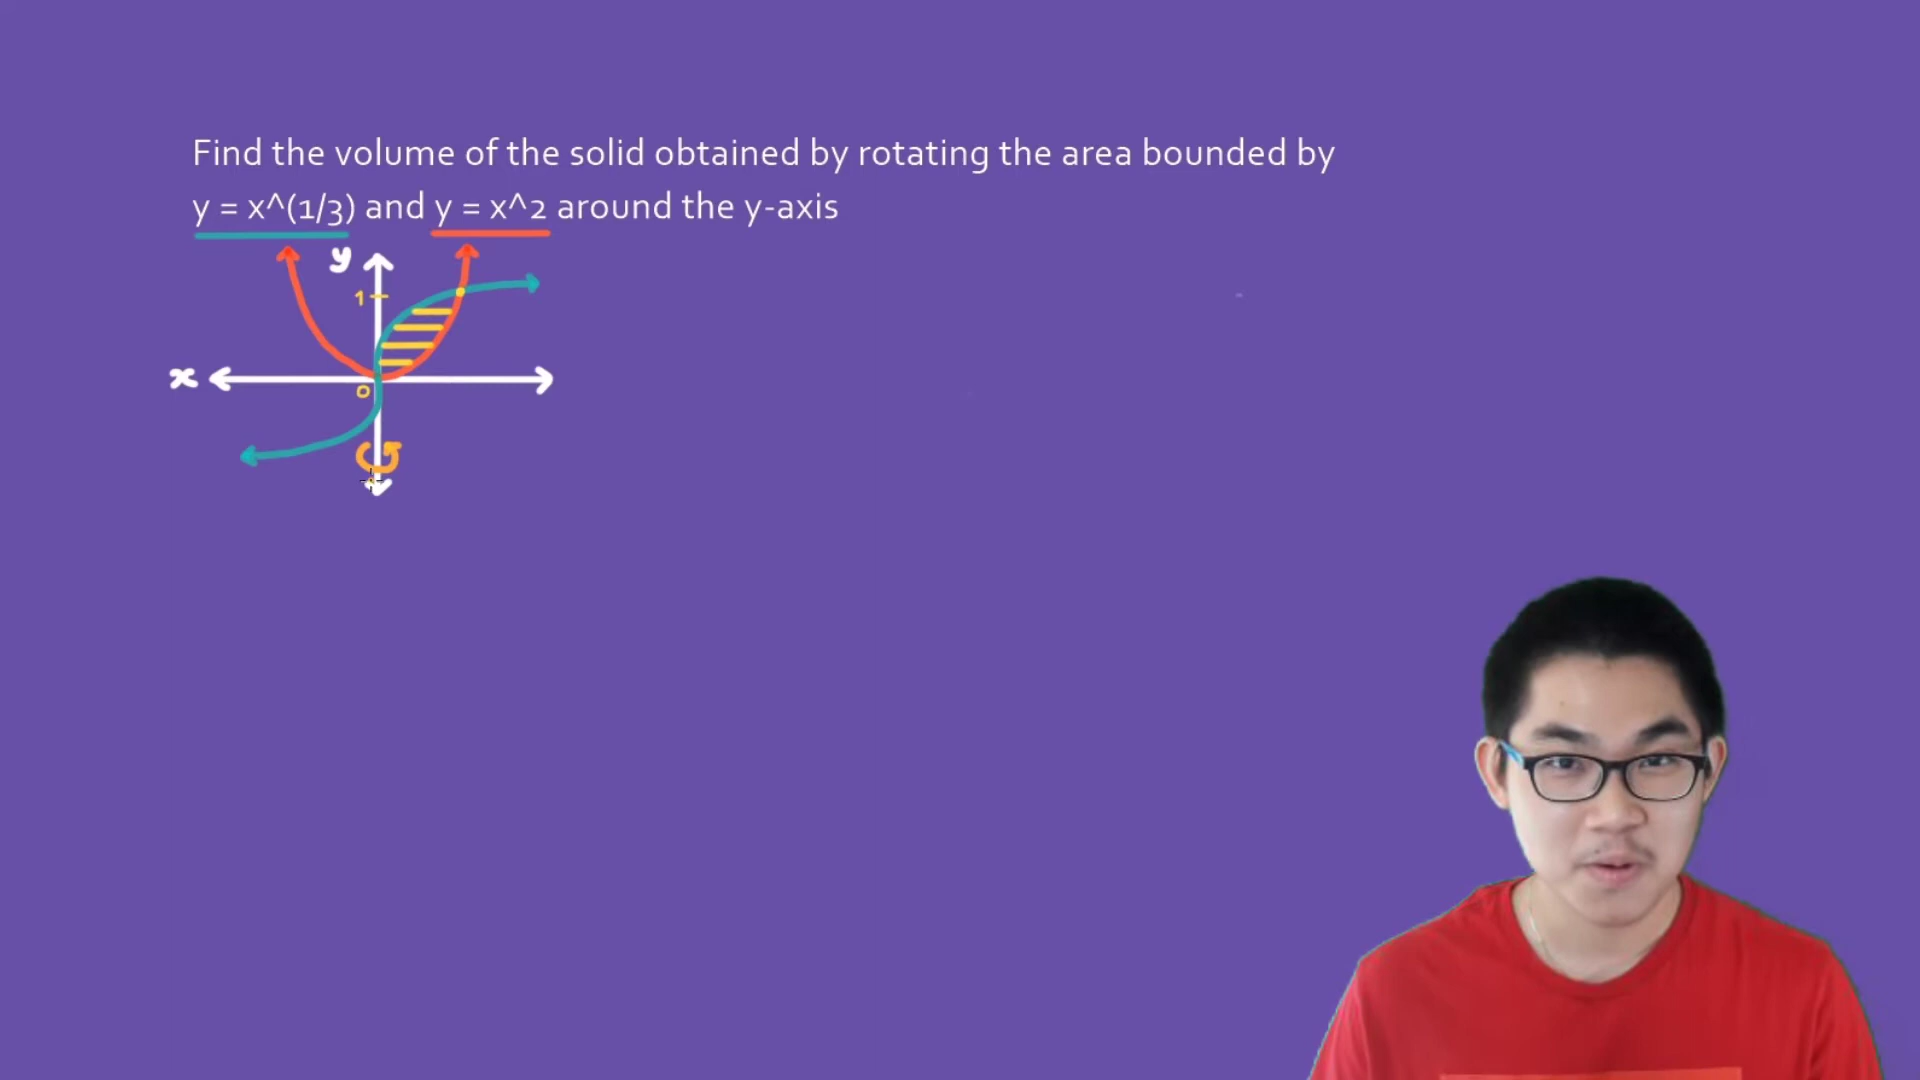 Find the volume of the solid obtained by rotating the area bounded by
y = x^(1/3) and y = x^2 around the y-axis
y
1
x
0